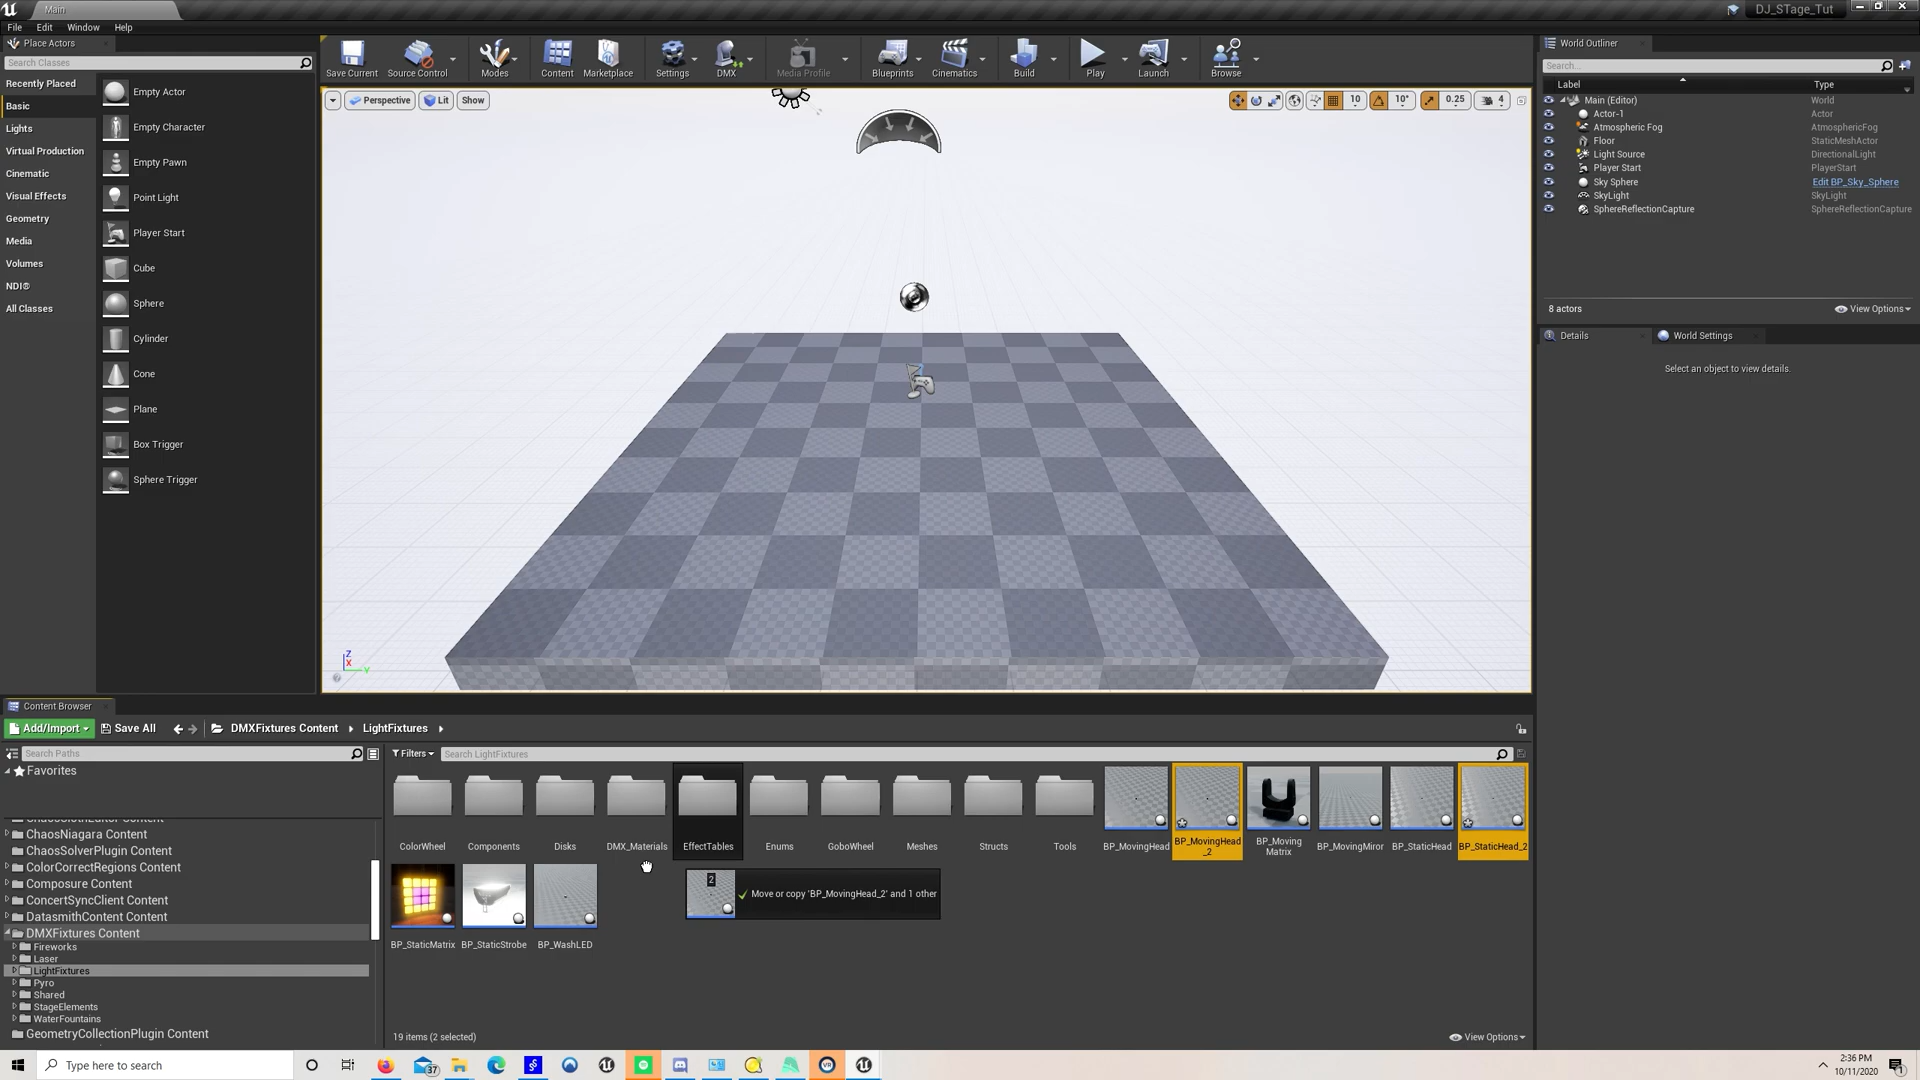 Main
DJ_STage_Tut
File
Edit
Window
Help
Place Actors
Search Classes
Recently Placed
Basic
Lights
Virtual Production
Cinematic
Visual Effects
Geometry
Media
Volumes
NDI®
All Classes
Empty Actor
Empty Character
Empty Pawn
Point Light
Player Start
Cube
Sphere
Cylinder
Cone
Plane
Box Trigger
Sphere Trigger
Save Current
Source Control
Modes
Content
Marketplace
Settings
DMX
Media Profile
Blueprints
Cinematics
Build
Play
Launch
Browse
Perspective
Lit
Show
10
10°
0.25
4
Z
X
Y
World Outliner
Search...
Label
Type
Main (Editor) World
Actor-1 Actor
Atmospheric Fog AtmosphericFog
Floor StaticMeshActor
Light Source DirectionalLight
Player Start PlayerStart
Sky Sphere Edit BP_Sky_Sphere
SkyLight SkyLight
SphereReflectionCapture SphereReflectionCapture
8 actors
View Options
Details
World Settings
Select an object to view details.
Content Browser
Add/Import
Save All
DMXFixtures Content
LightFixtures
Search Paths
Filters
Search LightFixtures
Favorites
ChaosNiagara Content
ChaosSolverPlugin Content
ColorCorrectRegions Content
Composure Content
ConcertSyncClient Content
DatasmithContent Content
DMXFixtures Content
Fireworks
Laser
LightFixtures
Pyro
Shared
StageElements
WaterFountains
GeometryCollectionPlugin Content
ColorWheel
Components
Disks
DMX_Materials
EffectTables
Enums
GoboWheel
Meshes
Structs
Tools
BP_MovingHead
BP_MovingHead
_2
BP_Moving
Matrix
BP_MovingMiror
BP_StaticHead
BP_StaticHead_2
BP_StaticMatrix
BP_StaticStrobe
BP_WashLED
2
Move or copy 'BP_MovingHead_2' and 1 other
19 items (2 selected)
View Options
Type here to search
37
2:36 PM
10/11/2020